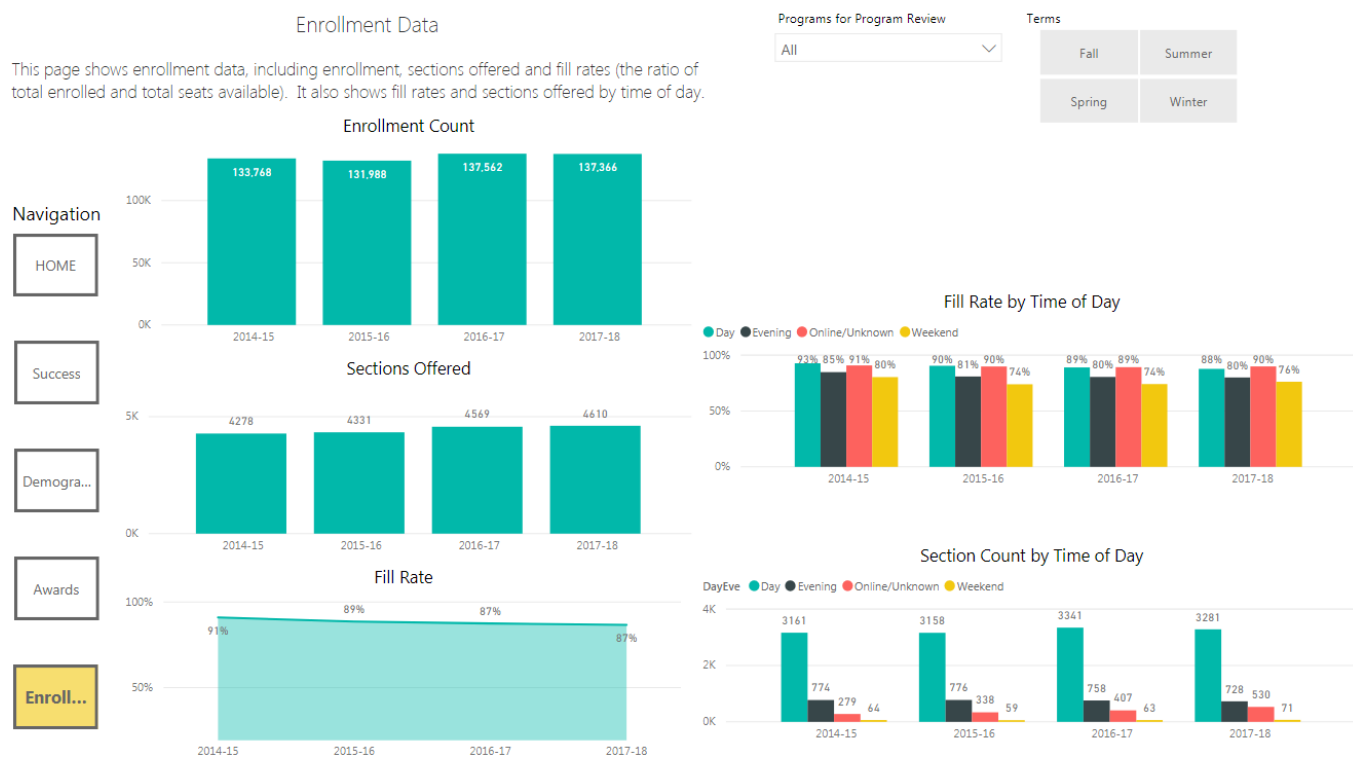 Enrollment Data
This page shows enrollment data, including enrollment, sections offered and fill rates (the ratio of
total enrolled and total seats available).  It also shows fill rates and sections offered by time of day.
Programs for Program Review
All
Terms
Fall Summer
Spring Winter
Navigation
HOME
Success
Demogra...
Awards
Enroll...
Enrollment Count
133,768 131,988 137,562 137,366
100K
50K
0K
2014-15 2015-16 2016-17 2017-18
Sections Offered
5K
4278 4331 4569 4610
0K
2014-15 2015-16 2016-17 2017-18
Fill Rate
100%
91% 89% 87% 87%
50%
2014-15 2015-16 2016-17 2017-18
Fill Rate by Time of Day
Day Evening Online/Unknown Weekend
100%
93% 85% 91% 80% 90% 81% 90% 74% 89% 80% 89% 74% 88% 80% 90% 76%
50%
0%
2014-15 2015-16 2016-17 2017-18
Section Count by Time of Day
DayEve Day Evening Online/Unknown Weekend
4K
3161 774 279 64 3158 776 338 59 3341 758 407 63 3281 728 530 71
2K
0K
2014-15 2015-16 2016-17 2017-18